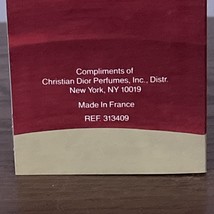 Compliments of
Christian Dior Perfumes, Inc., Distr.
New York, NY 10019
Made In France
REF. 313409